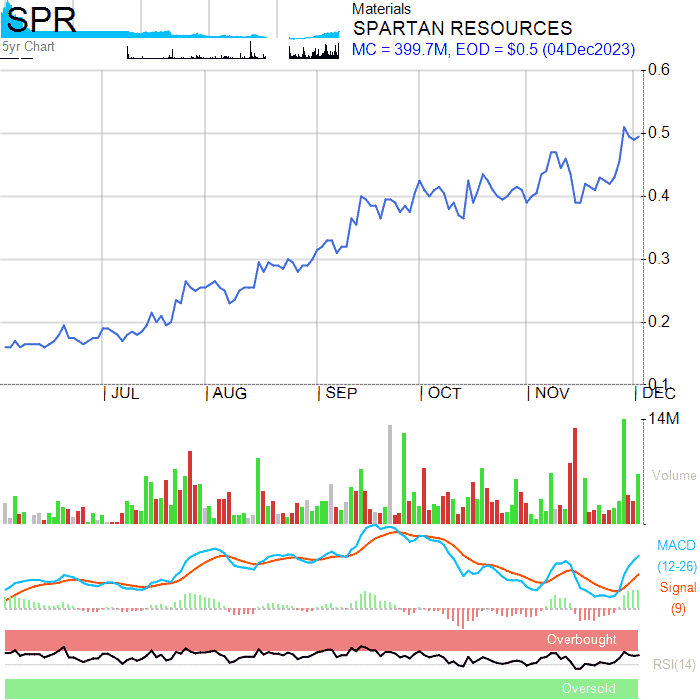 SPR
5yr Chart
Materials
SPARTAN RESOURCES
MC = 399.7M, EOD = $0.5 (04Dec2023)
0.6
0.5
0.4
0.3
0.2
0.1
JUL AUG SEP OCT NOV DEC
14M
Volume
MACD
(12-26)
Signal
(9)
Overbought
RSI(14)
Oversold